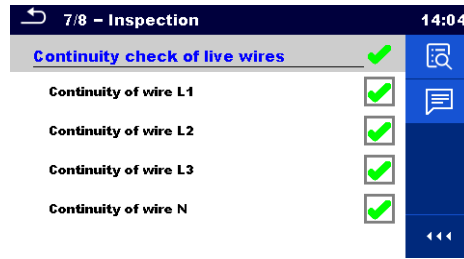 7/8 – Inspection 14:04
Continuity check of live wires
Continuity of wire L1
Continuity of wire L2
Continuity of wire L3
Continuity of wire N